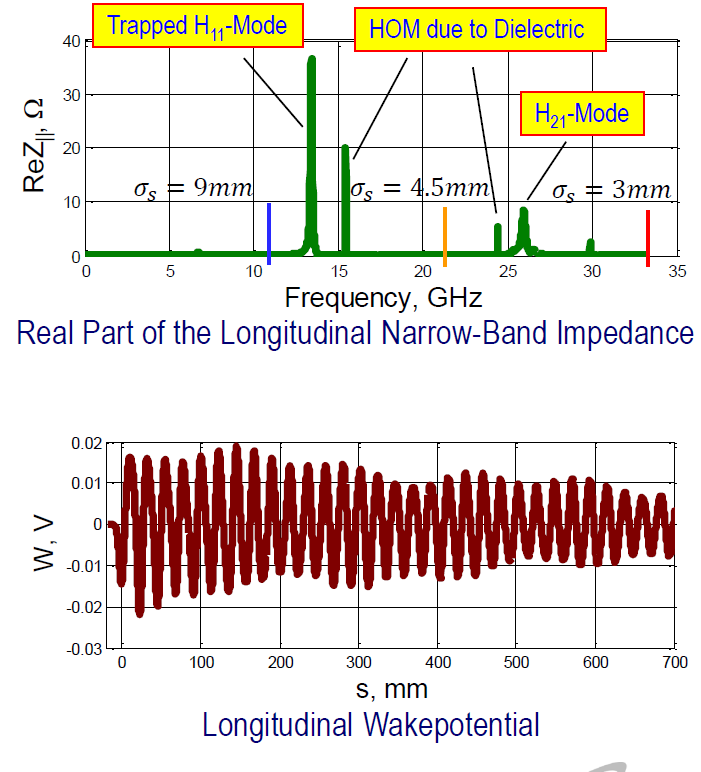 Trapped H11-Mode
HOM due to Dielectric
H21-Mode
40
30
20
10
0
ReZ||, Ω
σs = 9mm
σs = 4.5mm
σs = 3mm
0 5 10 15 20 25 30 35
Frequency, GHz
Real Part of the Longitudinal Narrow-Band Impedance
0.02
0.01
0
-0.01
-0.02
-0.03
W, V
0 100 200 300 400 500 600 700
s, mm
Longitudinal Wakepotential